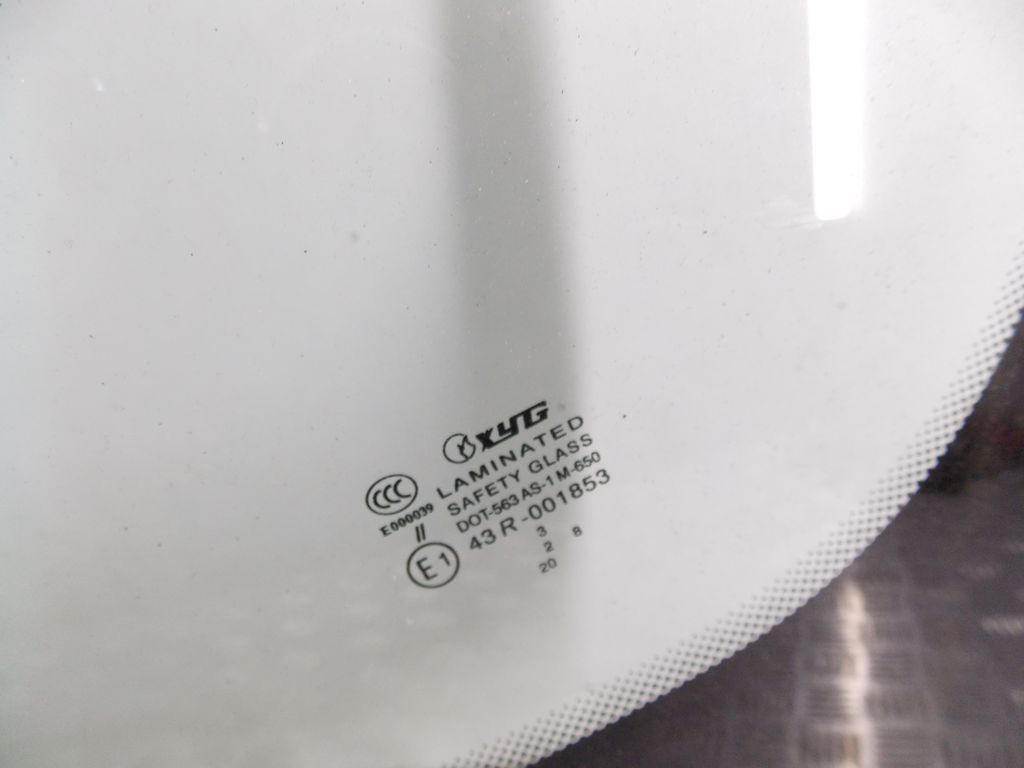 XYG
LAMINATED
SAFETY GLASS
DOT-563 AS-1 M-650
43 R-001853
CCC
E000039
//
E1
3
2 8
20